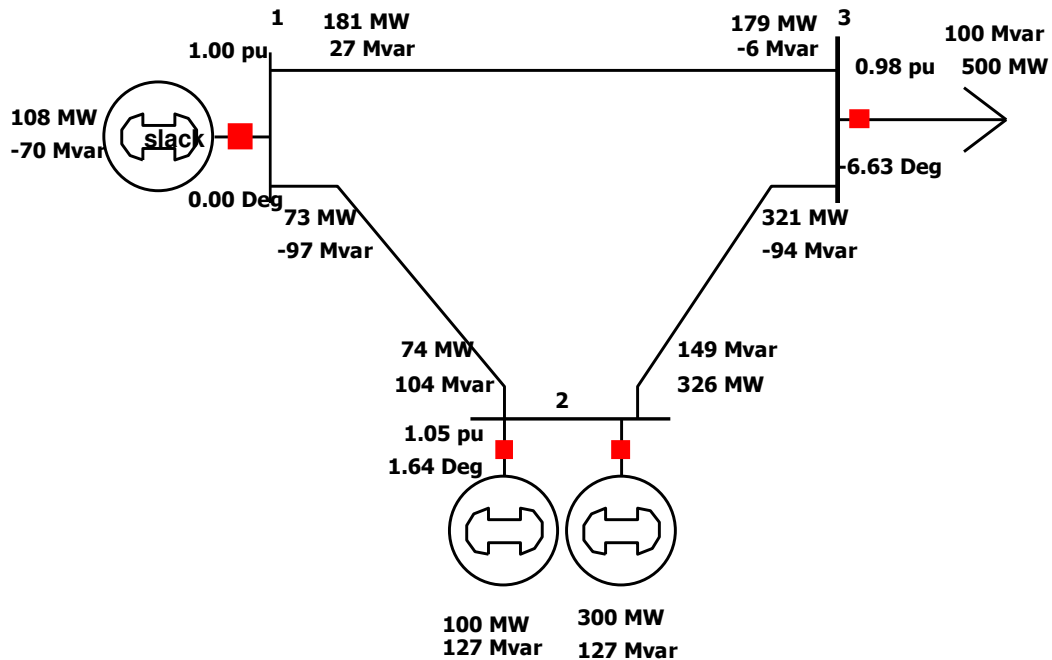 1
181 MW
27 Mvar
1.00 pu
179 MW
-6 Mvar
3
100 Mvar
500 MW
0.98 pu
108 MW
-70 Mvar
slack
0.00 Deg
-6.63 Deg
73 MW
-97 Mvar
321 MW
-94 Mvar
74 MW
104 Mvar
149 Mvar
326 MW
2
1.05 pu
1.64 Deg
100 MW
127 Mvar
300 MW
127 Mvar